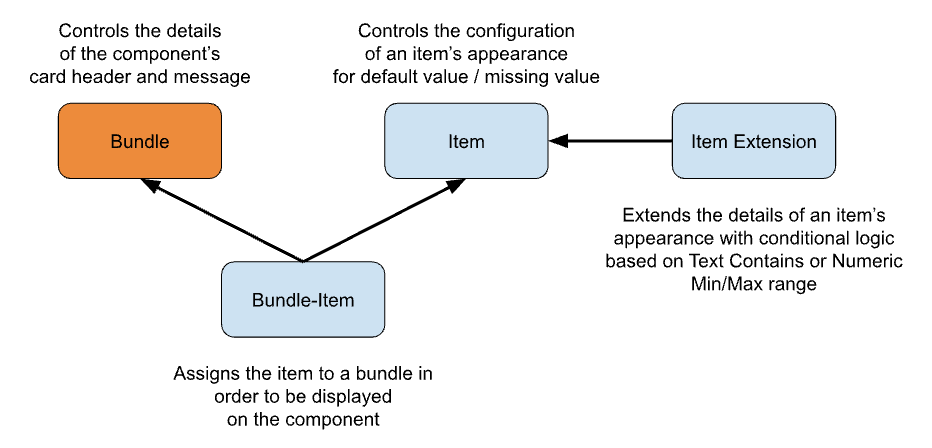 Controls the details
of the component's
card header and message
Controls the configuration
of an item's appearance
for default value / missing value
Bundle
Item
Item Extension
Extends the details of an item's
appearance with conditional logic
based on Text Contains or Numeric
Min/Max range
Bundle-Item
Assigns the item to a bundle in
order to be displayed
on the component